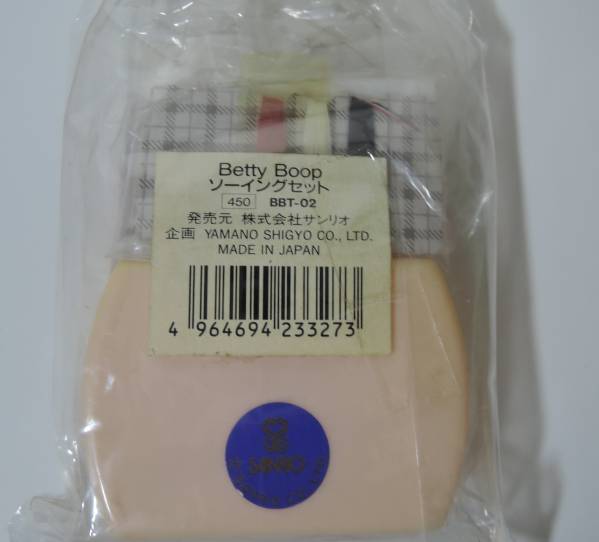 Betty Boop
ソーイングセット
450 BBT-02
発売元 株式会社サンリオ
企画 YAMANO SHIGYO CO., LTD.
MADE IN JAPAN
4 964694 233273
SANRIO